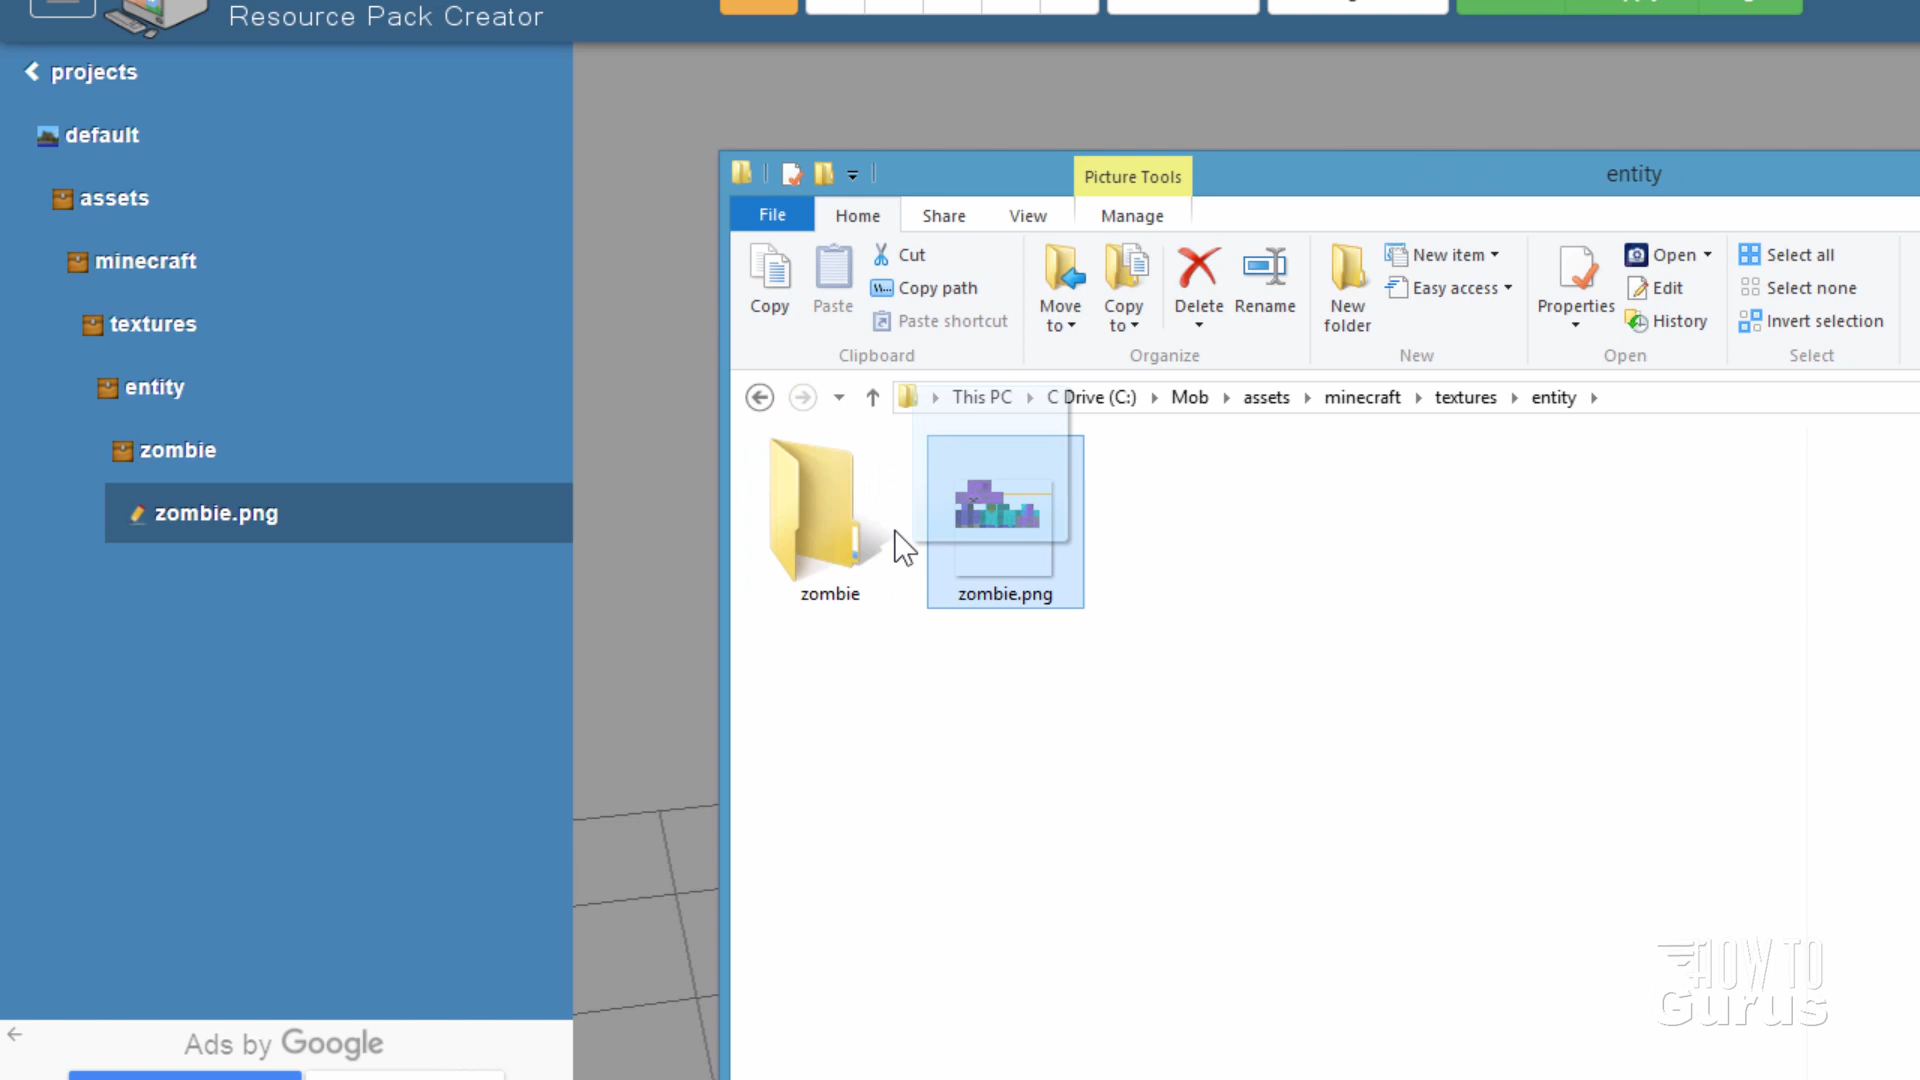 Resource Pack Creator
projects
default
assets
minecraft
textures
entity
zombie
zombie.png
Ads by Google
Picture Tools
entity
File
Home
Share
View
Manage
Copy
Paste
Cut
Copy path
Paste shortcut
Clipboard
Move to
Copy to
Delete
Rename
Organize
New folder
New item
Easy access
New
Properties
Open
Edit
History
Open
Select all
Select none
Invert selection
Select
This PC
C Drive (C:)
Mob
assets
minecraft
textures
entity
zombie
zombie.png
HOW TO
Gurus